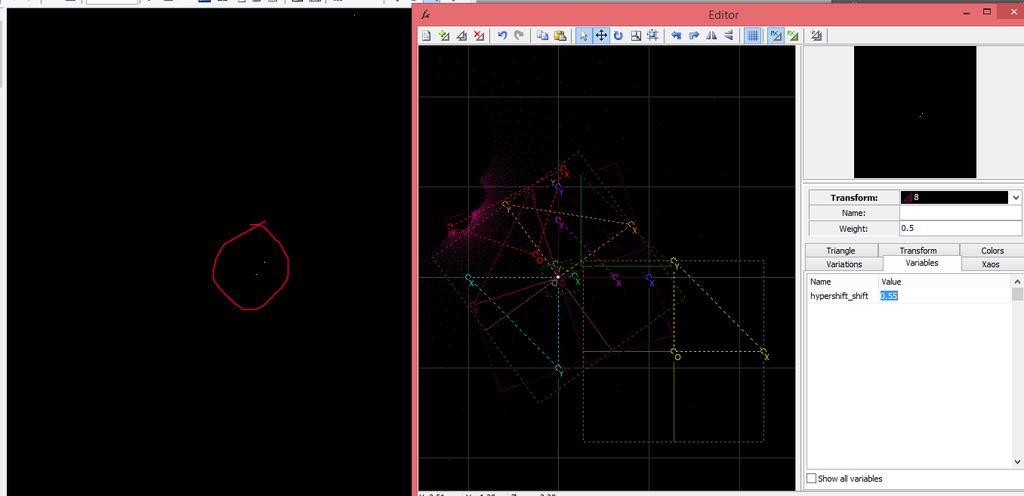 Editor
Transform:
8
Name:
Weight:
0.5
Triangle
Transform
Colors
Variations
Variables
Xaos
Name
Value
hypershift_shift
0.55
Show all variables
X
Y
Y
Y
X
Y
Y
O
X
X
X
X
Y
O
O
Y
O
X